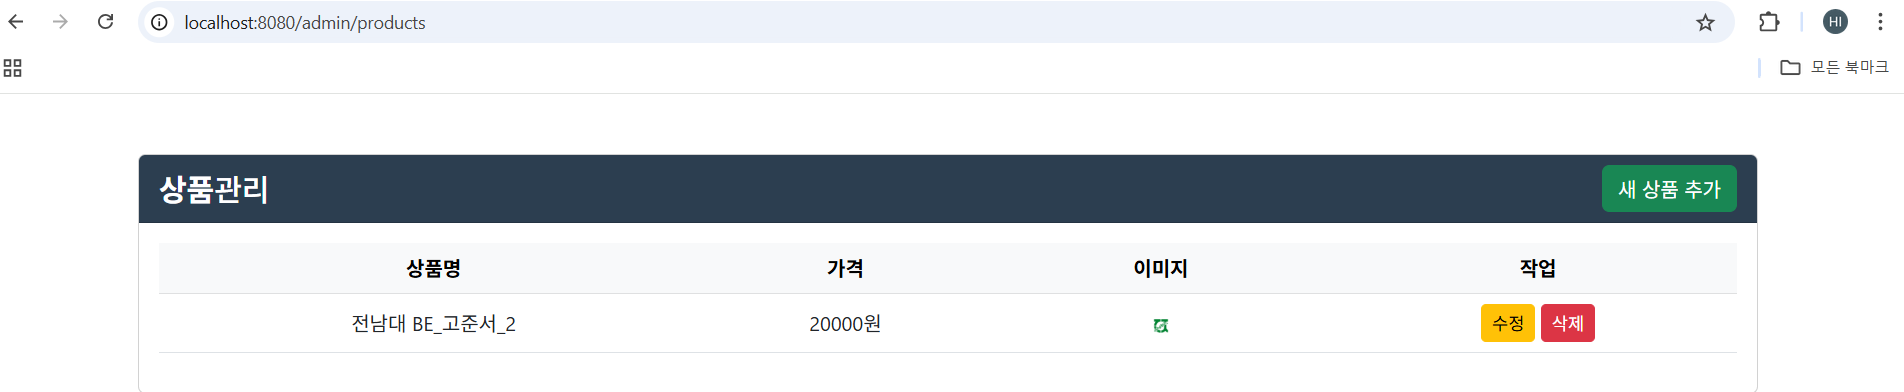 localhost:8080/admin/products
HI
모든 북마크
상품관리
새 상품 추가
상품명 가격 이미지 작업
전남대 BE_고준서_2 20000원 수정 삭제